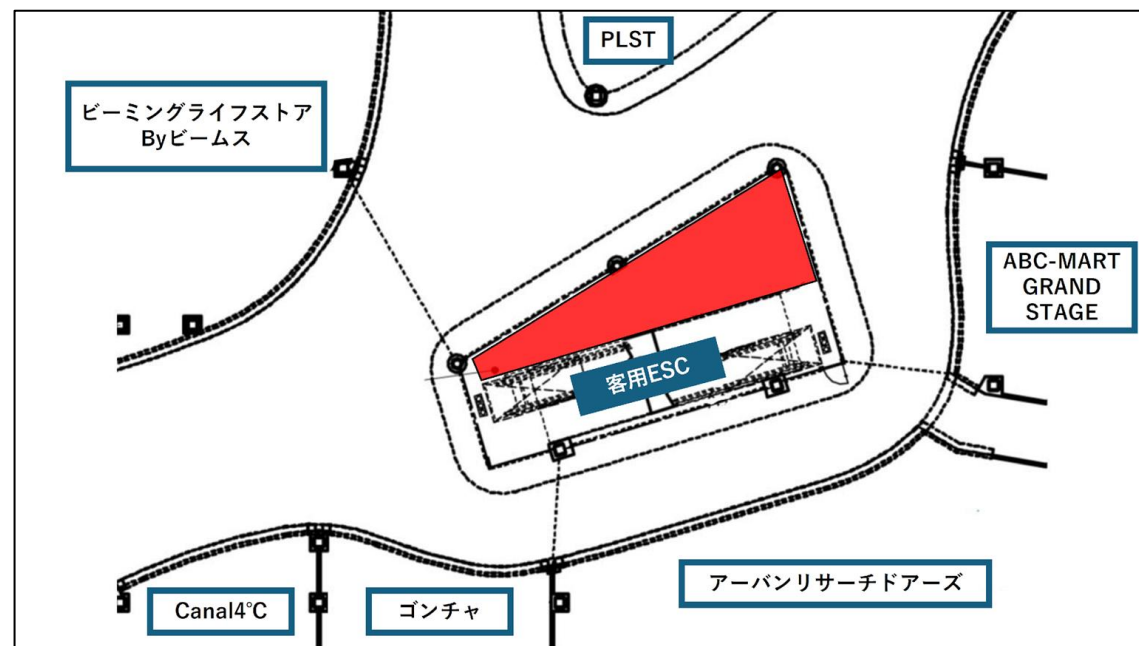 PLST
ビーミングライフストア
Byビームス
ABC-MART
GRAND
STAGE
客用ESC
アーバンリサーチドアーズ
Canal4℃
ゴンチャ